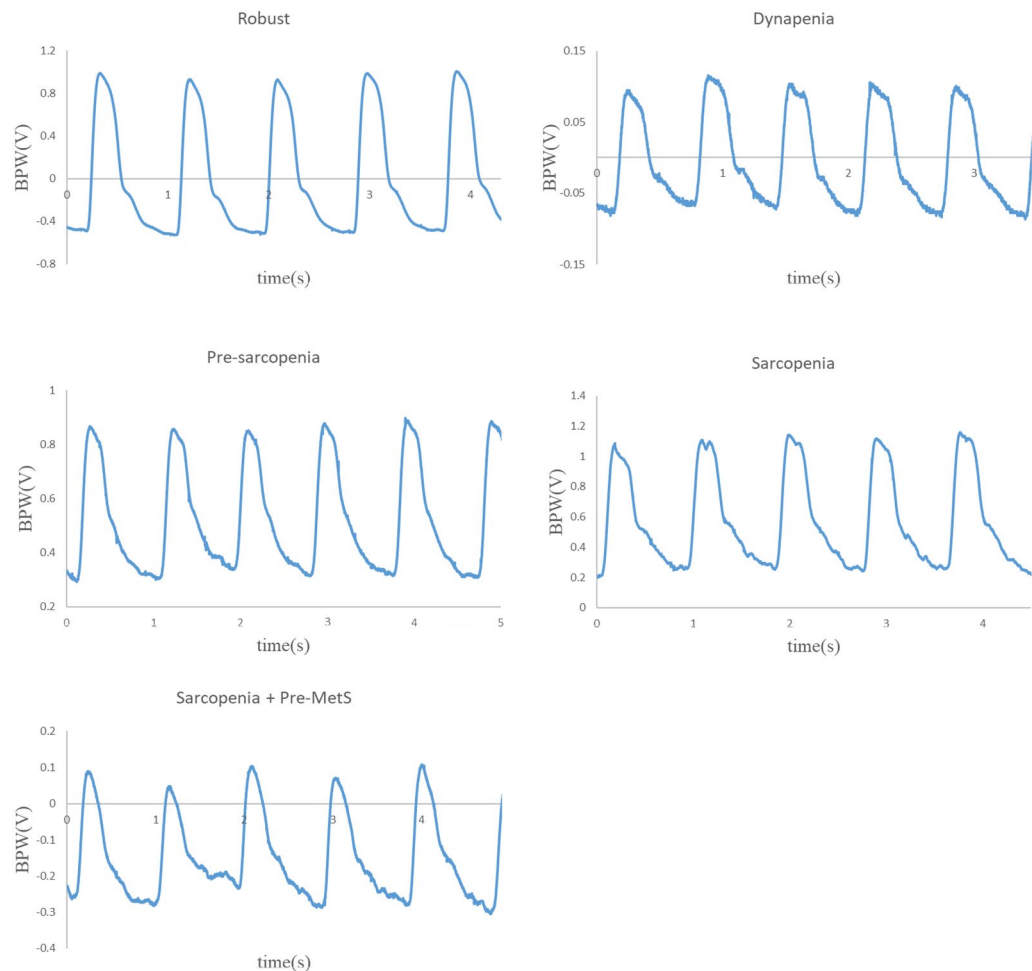 Robust
BPW(V)
1.2
0.8
0.4
0
-0.4
-0.8
0 1 2 3 4
time(s)
Dynapenia
BPW(V)
0.15
0.05
-0.05
-0.15
0 1 2 3
time(s)
Pre-sarcopenia
BPW(V)
1
0.8
0.6
0.4
0.2
0 1 2 3 4 5
time(s)
Sarcopenia
BPW(V)
1.4
1.2
1
0.8
0.6
0.4
0.2
0
0 1 2 3 4
time(s)
Sarcopenia + Pre-MetS
BPW(V)
0.2
0.1
0
-0.1
-0.2
-0.3
-0.4
0 1 2 3 4
time(s)